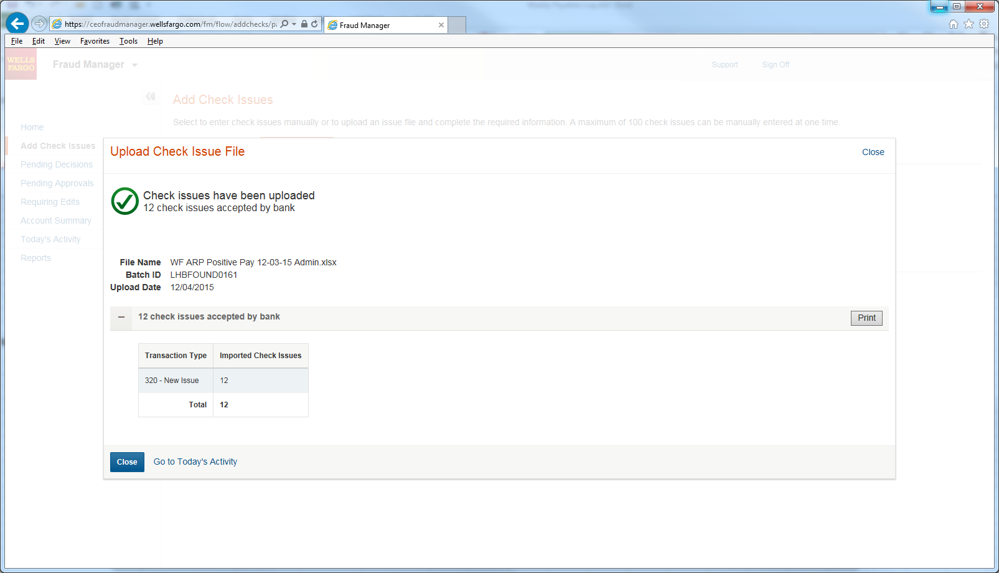 https://ceofraudmanager.wellsfargo.com/fm/flow/addchecks/p
Fraud Manager
File Edit View Favorites Tools Help
WELLS
FARGO
Fraud Manager
Support Sign Off
Add Check Issues
Select to enter check issues manually or to upload an issue file and complete the required information. A maximum of 100 check issues can be manually entered at one time.
Home
Add Check Issues
Pending Decisions
Pending Approvals
Requiring Edits
Account Summary
Today's Activity
Reports
Upload Check Issue File
Close
Check issues have been uploaded
12 check issues accepted by bank
File Name WF ARP Positive Pay 12-03-15 Admin.xlsx
Batch ID LHBFOUND0161
Upload Date 12/04/2015
12 check issues accepted by bank
Print
Transaction Type Imported Check Issues
320 - New Issue 12
Total 12
Close Go to Today's Activity